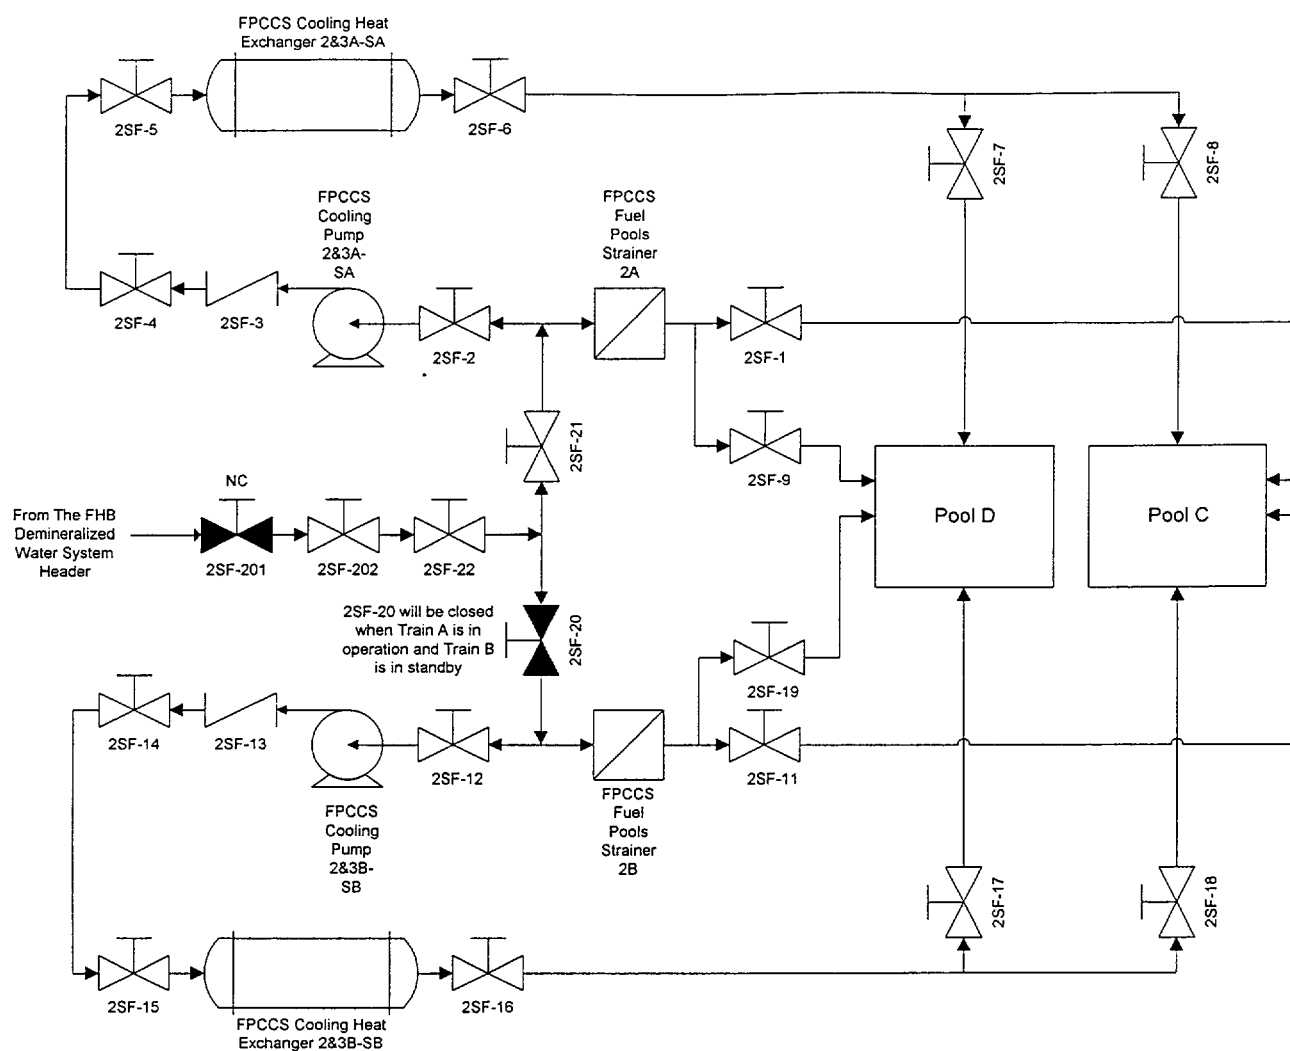 FPCCS Cooling Heat
Exchanger 2&3A-SA
2SF-5
2SF-6
2SF-7
2SF-8
FPCCS
Cooling
Pump
2&3A-
SA
FPCCS
Fuel
Pools
Strainer
2A
2SF-4
2SF-3
2SF-2
2SF-1
2SF-21
2SF-9
NC
From The FHB
Demineralized
Water System
Header
2SF-201
2SF-202
2SF-22
Pool D
Pool C
2SF-20 will be closed
when Train A is in
operation and Train B
is in standby
2SF-20
2SF-19
2SF-14
2SF-13
2SF-12
2SF-11
FPCCS
Cooling
Pump
2&3B-
SB
FPCCS
Fuel
Pools
Strainer
2B
2SF-17
2SF-18
2SF-15
2SF-16
FPCCS Cooling Heat
Exchanger 2&3B-SB